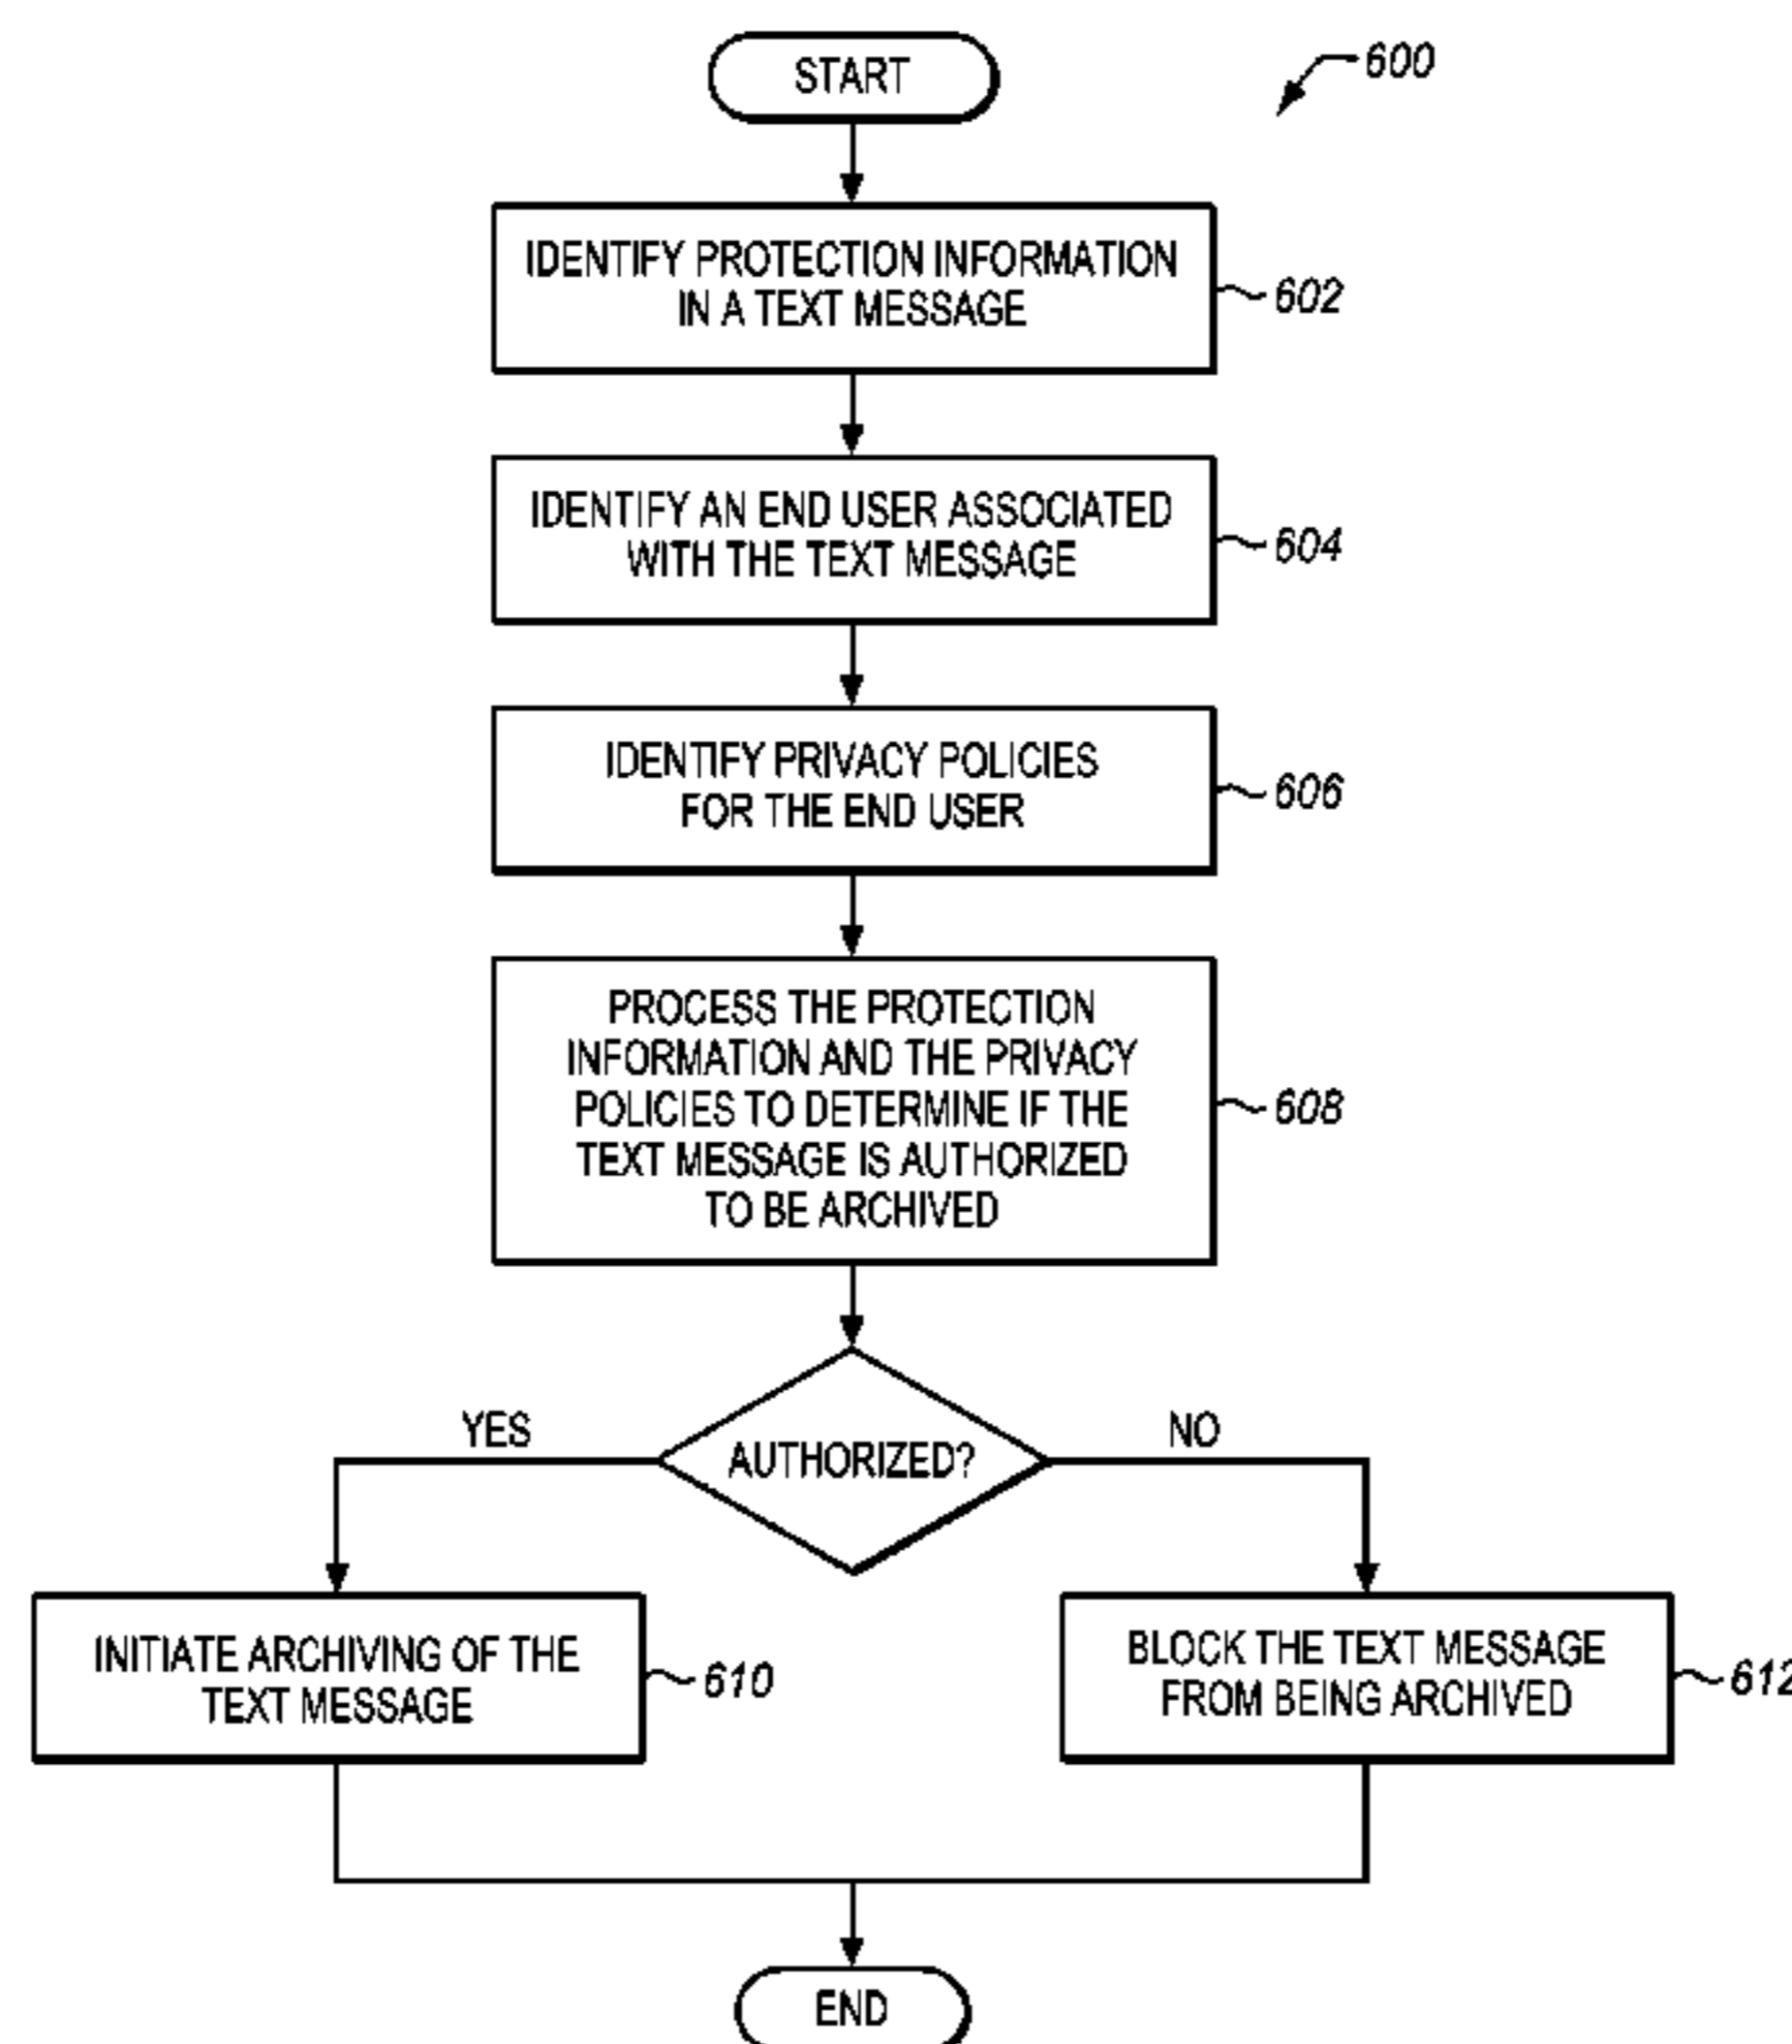 START
600
IDENTIFY PROTECTION INFORMATION
IN A TEXT MESSAGE
602
IDENTIFY AN END USER ASSOCIATED
WITH THE TEXT MESSAGE
604
IDENTIFY PRIVACY POLICIES
FOR THE END USER
606
PROCESS THE PROTECTION
INFORMATION AND THE PRIVACY
POLICIES TO DETERMINE IF THE
TEXT MESSAGE IS AUTHORIZED
TO BE ARCHIVED
608
YES
AUTHORIZED?
NO
INITIATE ARCHIVING OF THE
TEXT MESSAGE
610
BLOCK THE TEXT MESSAGE
FROM BEING ARCHIVED
612
END